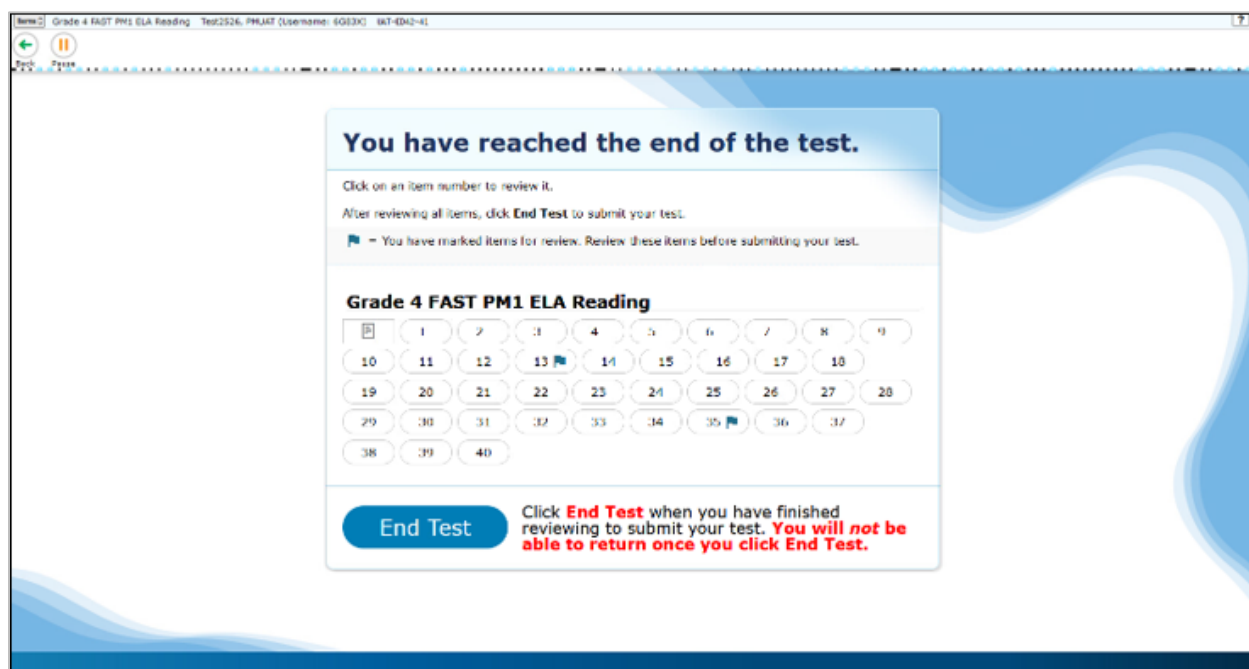 Items Grade 4 FAST PM1 ELA Reading Test2526, PMUAT (Username: 6G83X) ?
Back Pause
You have reached the end of the test.
Click on an item number to review it.
After reviewing all items, click End Test to submit your test.
= You have marked items for review. Review these items before submitting your test.
Grade 4 FAST PM1 ELA Reading
1 2 3 4 5 6 7 8 9
10 11 12 13 14 15 16 17 18
19 20 21 22 23 24 25 26 27 28
29 30 31 32 33 34 35 36 37
38 39 40
End Test
Click End Test when you have finished
reviewing to submit your test. You will not be
able to return once you click End Test.